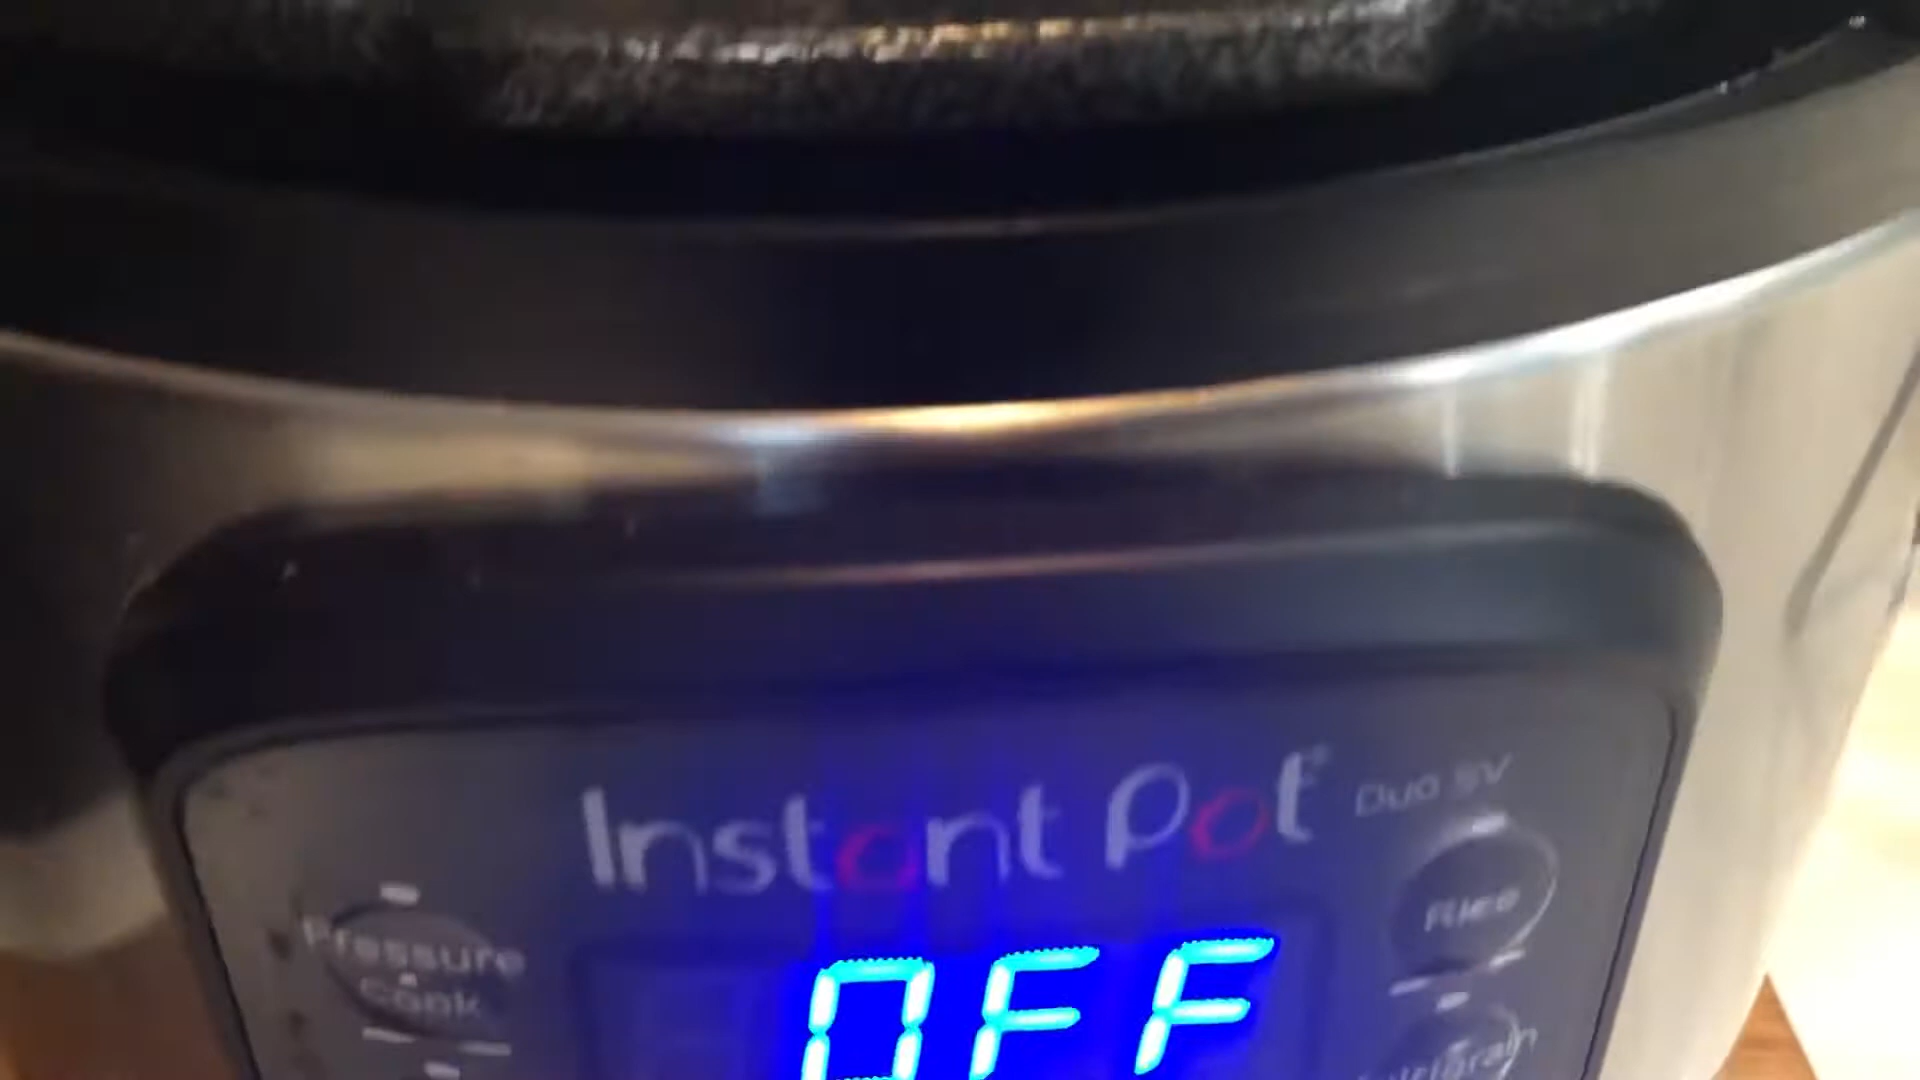 Instant Pot
Duo SV
Rice
Pressure
Cook
OFF